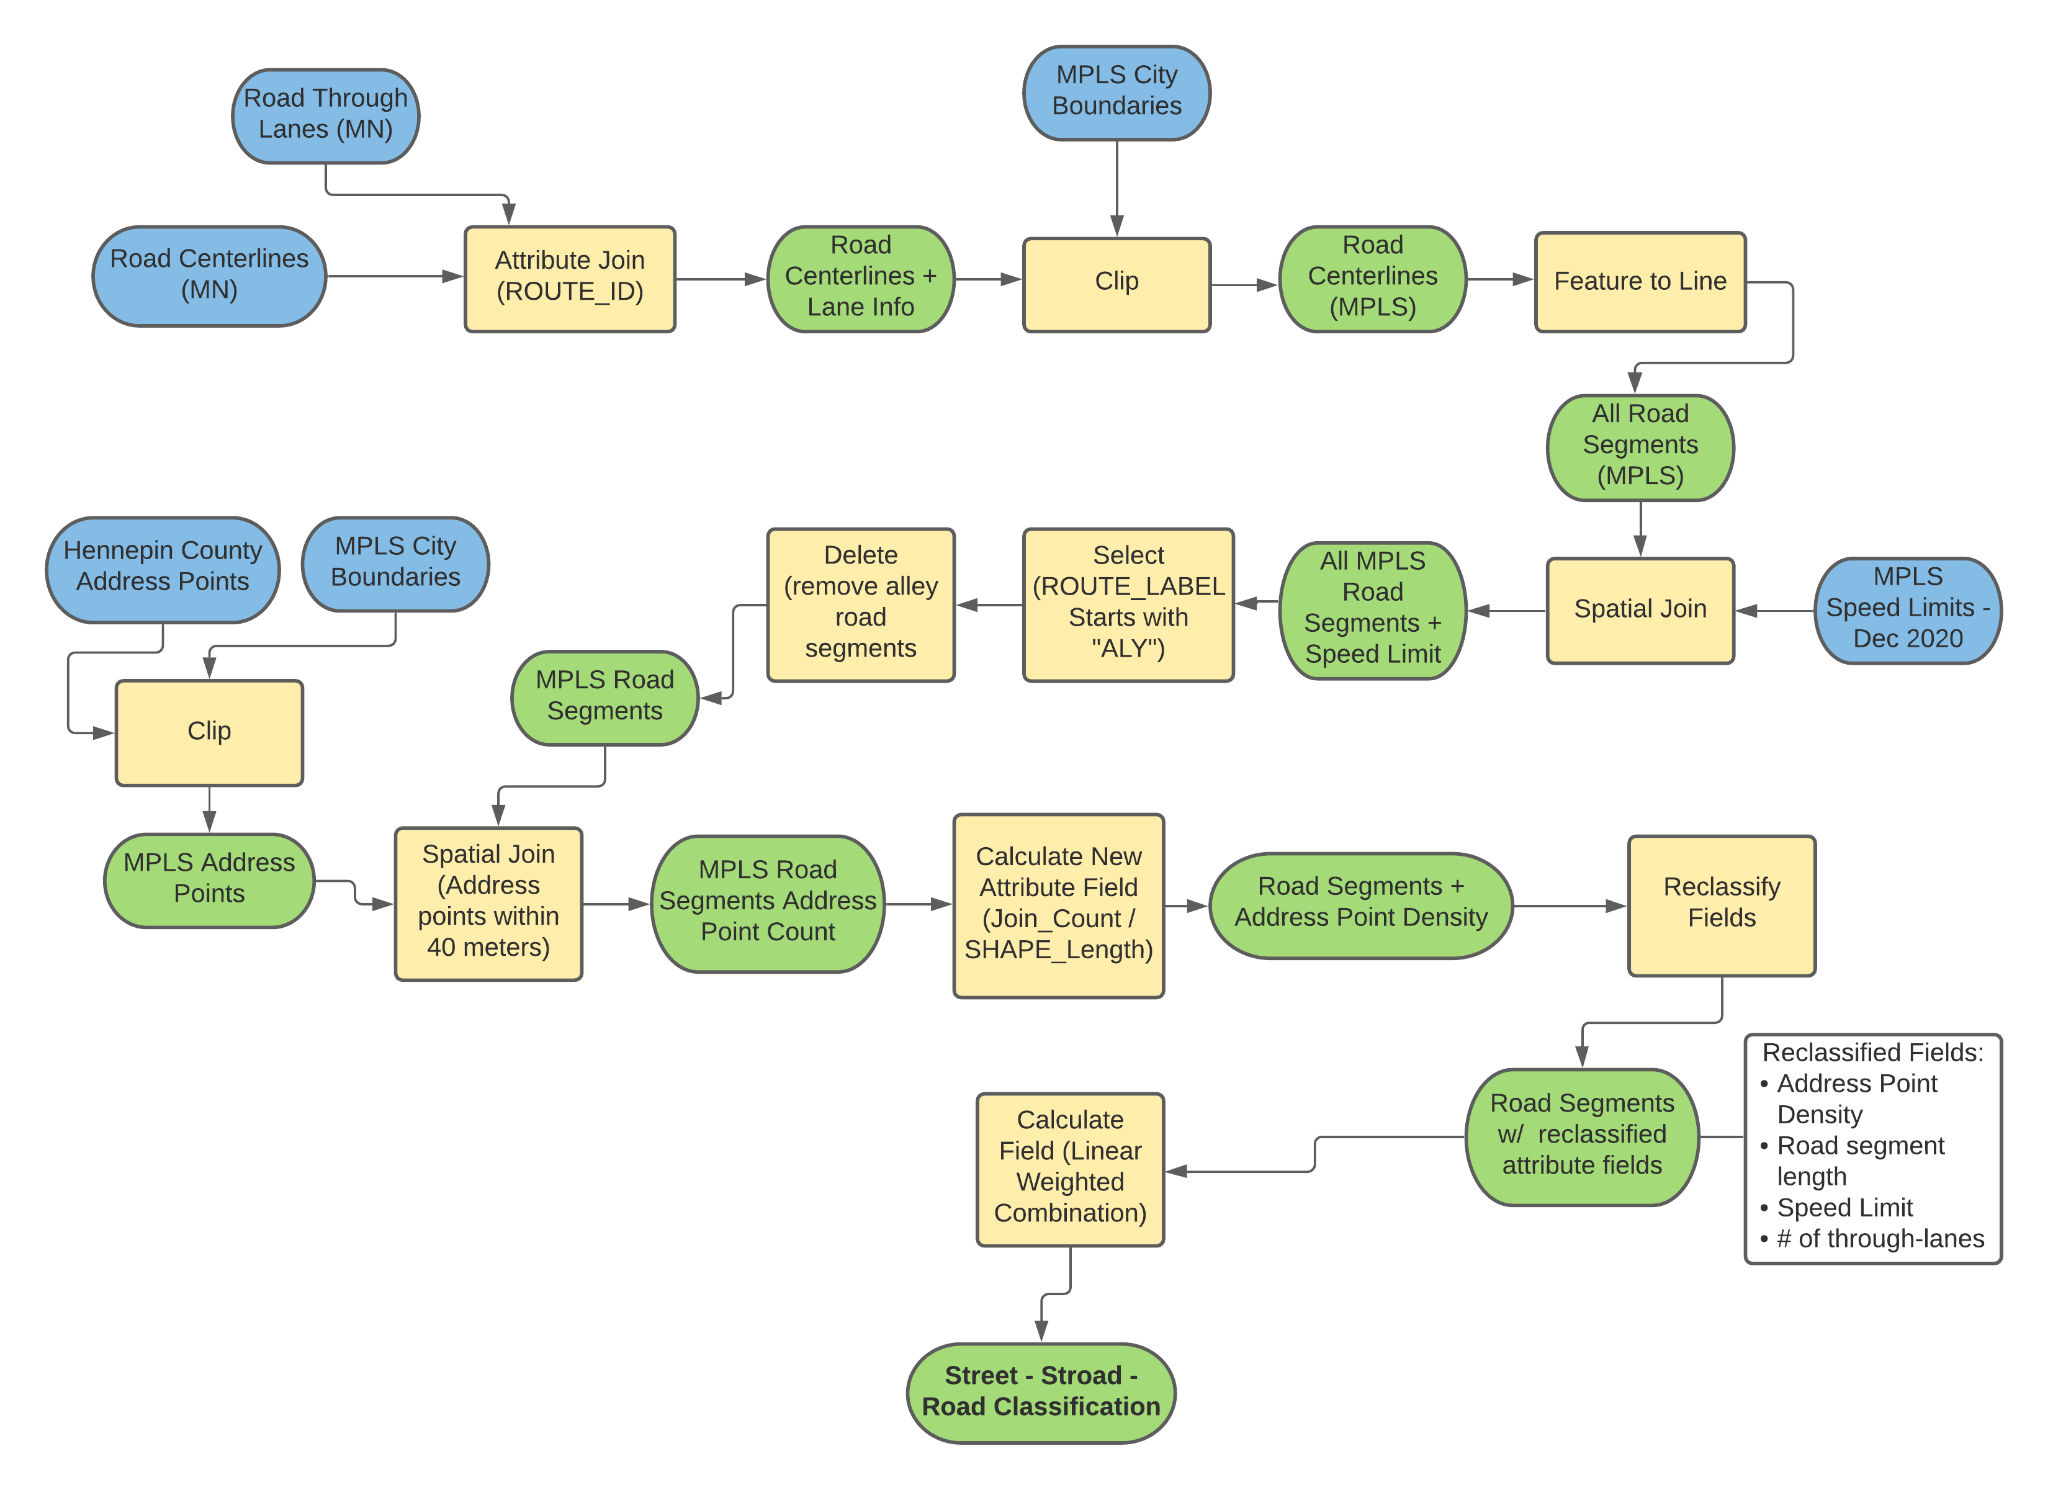 Road Through
Lanes (MN)
MPLS City
Boundaries
Road Centerlines
(MN)
Attribute Join
(ROUTE_ID)
Road
Centerlines +
Lane Info
Clip
Road
Centerlines
(MPLS)
Feature to Line
All Road
Segments
(MPLS)
Hennepin County
Address Points
MPLS City
Boundaries
Delete
(remove alley
road
segments
Select
(ROUTE_LABEL
Starts with
"ALY")
All MPLS
Road
Segments +
Speed Limit
Spatial Join
MPLS
Speed Limits -
Dec 2020
MPLS Road
Segments
Clip
MPLS Address
Points
Spatial Join
(Address
points within
40 meters)
MPLS Road
Segments Address
Point Count
Calculate New
Attribute Field
(Join_Count /
SHAPE_Length)
Road Segments +
Address Point Density
Reclassify
Fields
Reclassified Fields:
• Address Point
Density
• Road segment
length
• Speed Limit
• # of through-lanes
Road Segments
w/  reclassified
attribute fields
Calculate
Field (Linear
Weighted
Combination)
Street - Stroad -
Road Classification